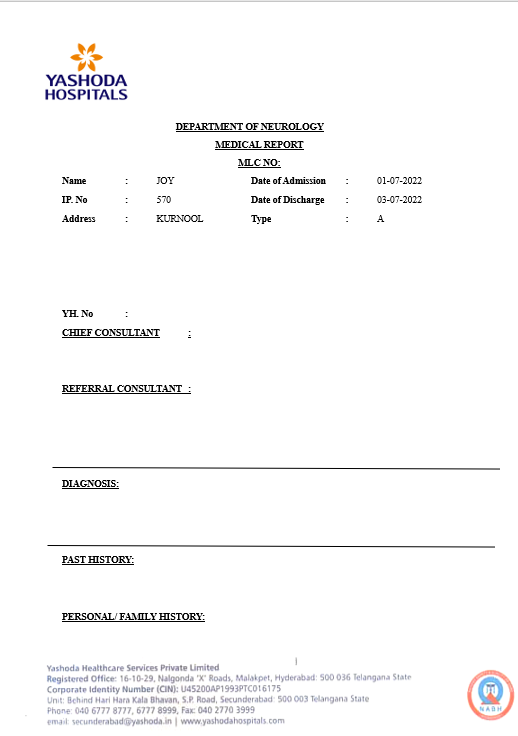 YASHODA
HOSPITALS
DEPARTMENT OF NEUROLOGY
MEDICAL REPORT
MLC NO:
Name : JOY Date of Admission : 01-07-2022
IP. No : 570 Date of Discharge : 03-07-2022
Address : KURNOOL Type : A
YH. No :
CHIEF CONSULTANT :
REFERRAL CONSULTANT :
DIAGNOSIS:
PAST HISTORY:
PERSONAL/ FAMILY HISTORY:
Yashoda Healthcare Services Private Limited
Registered Office: 16-10-29, Nalgonda 'X' Roads, Malakpet, Hyderabad: 500 036 Telangana State
Corporate Identity Number (CIN): U45200AP1993PTC016175
Unit: Behind Hari Hara Kala Bhavan, S.P. Road, Secunderabad: 500 003 Telangana State
Phone: 040 6777 8777, 6777 8999, Fax: 040 2770 3999
email: secunderabad@yashoda.in | www.yashodahospitals.com
NABH